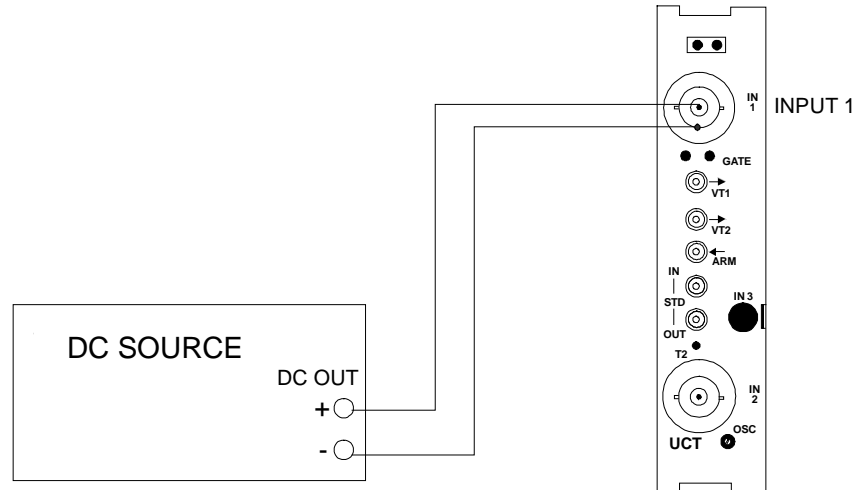 IN
1
INPUT 1
GATE
VT1
VT2
ARM
IN
STD
OUT
IN 3
T2
IN
2
OSC
UCT
DC SOURCE
DC OUT
+
-